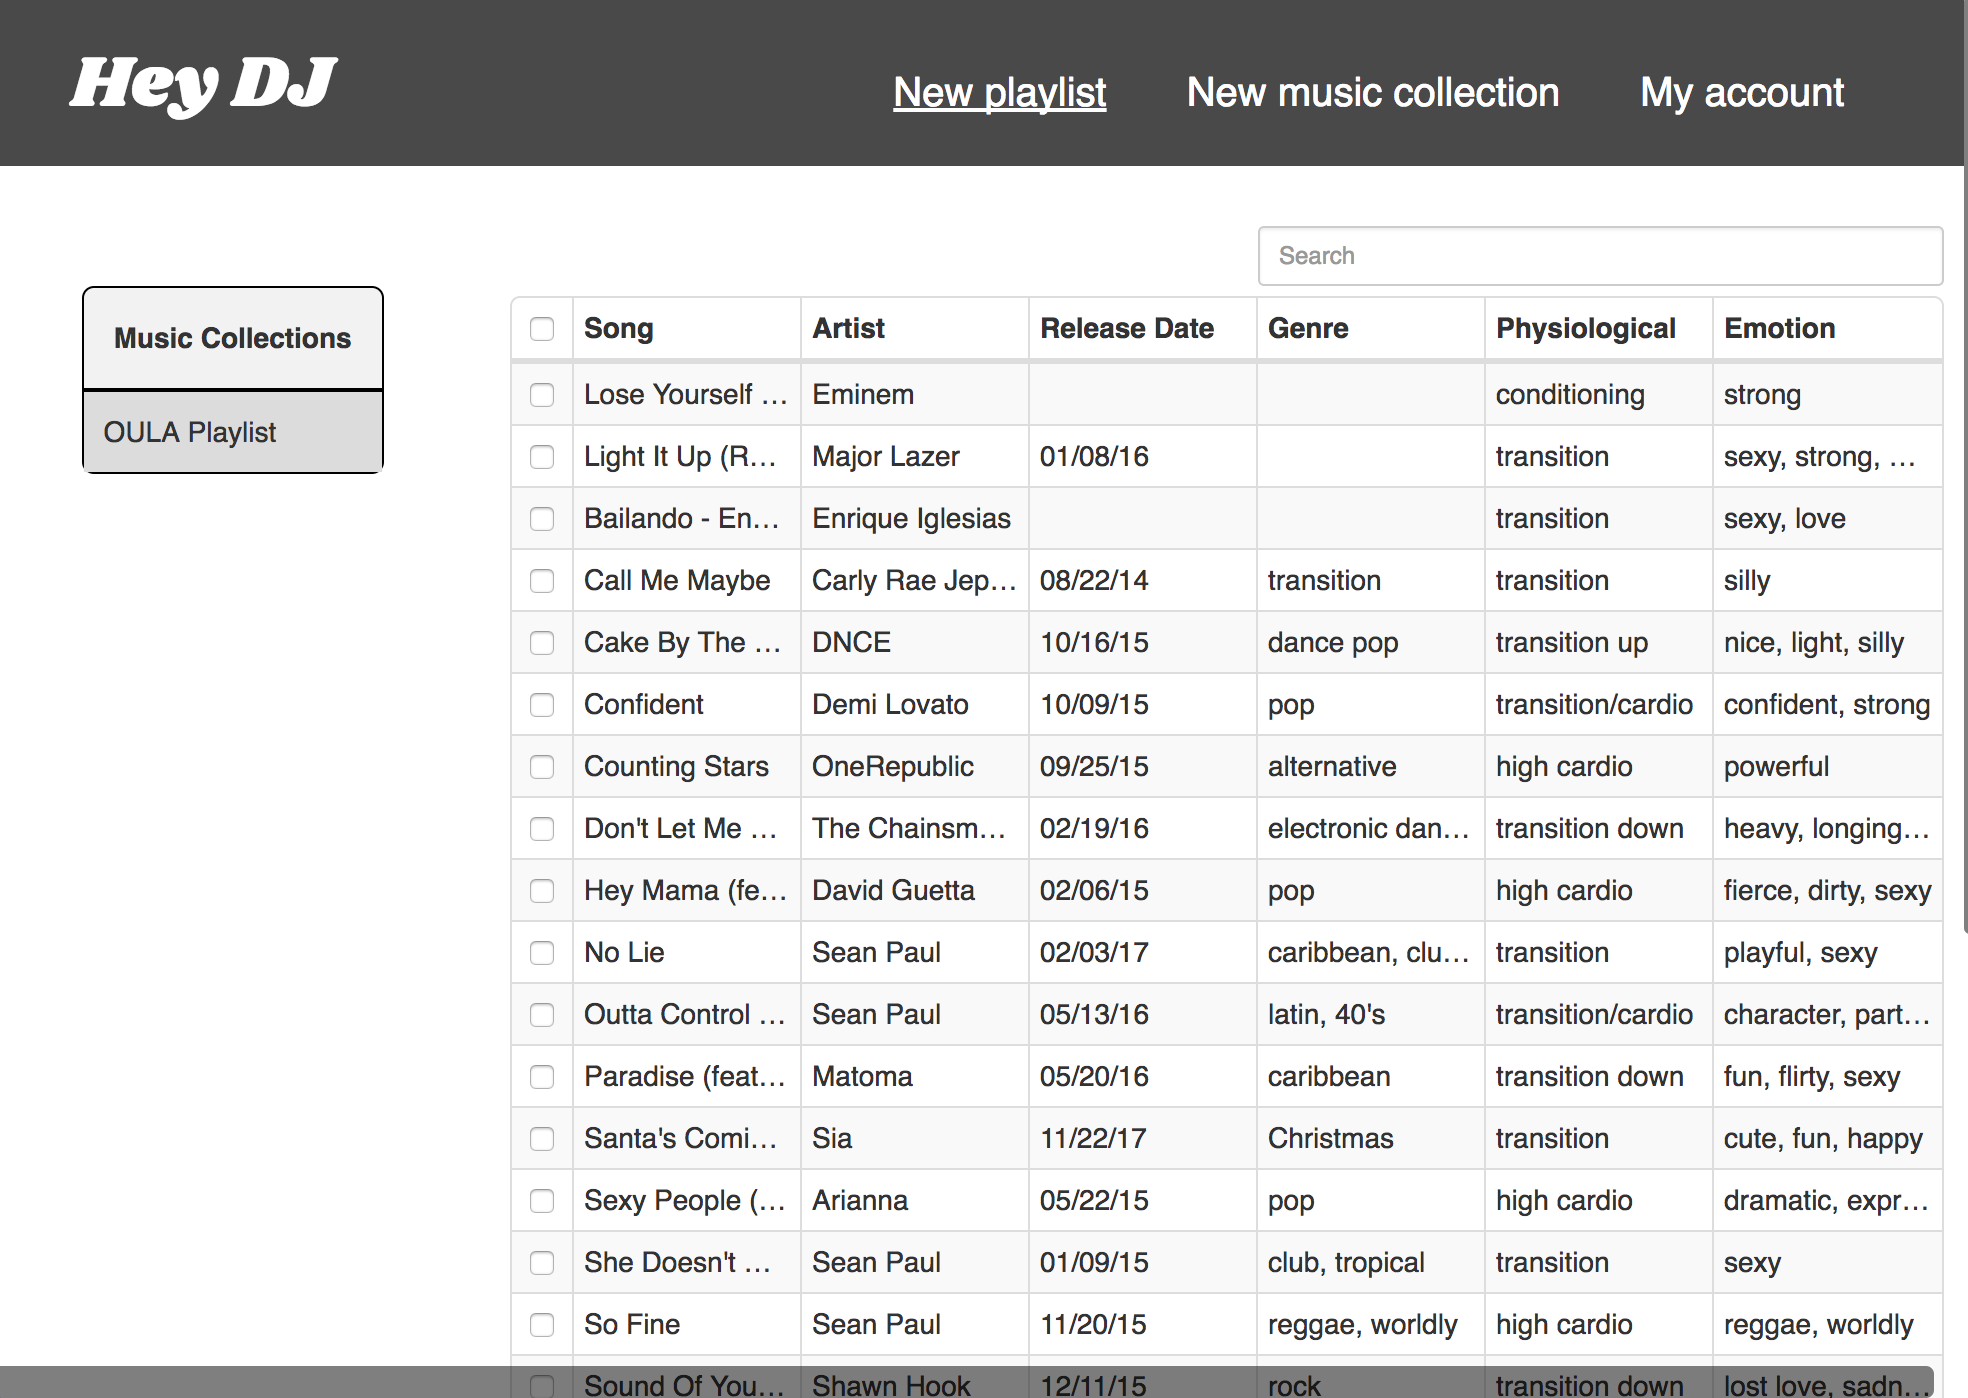 Hey DJ
New playlist New music collection My account
Search
Music Collections
OULA Playlist
Song Artist Release Date Genre Physiological Emotion
Lose Yourself … Eminem conditioning strong
Light It Up (R… Major Lazer 01/08/16 transition sexy, strong, …
Bailando - En… Enrique Iglesias transition sexy, love
Call Me Maybe Carly Rae Jep… 08/22/14 transition transition silly
Cake By The … DNCE 10/16/15 dance pop transition up nice, light, silly
Confident Demi Lovato 10/09/15 pop transition/cardio confident, strong
Counting Stars OneRepublic 09/25/15 alternative high cardio powerful
Don't Let Me … The Chainsm… 02/19/16 electronic dan… transition down heavy, longing…
Hey Mama (fe… David Guetta 02/06/15 pop high cardio fierce, dirty, sexy
No Lie Sean Paul 02/03/17 caribbean, clu… transition playful, sexy
Outta Control … Sean Paul 05/13/16 latin, 40's transition/cardio character, part…
Paradise (feat… Matoma 05/20/16 caribbean transition down fun, flirty, sexy
Santa's Comi… Sia 11/22/17 Christmas transition cute, fun, happy
Sexy People (… Arianna 05/22/15 pop high cardio dramatic, expr…
She Doesn't … Sean Paul 01/09/15 club, tropical transition sexy
So Fine Sean Paul 11/20/15 reggae, worldly high cardio reggae, worldly
Sound Of You… Shawn Hook 12/11/15 rock transition down lost love, sadn…